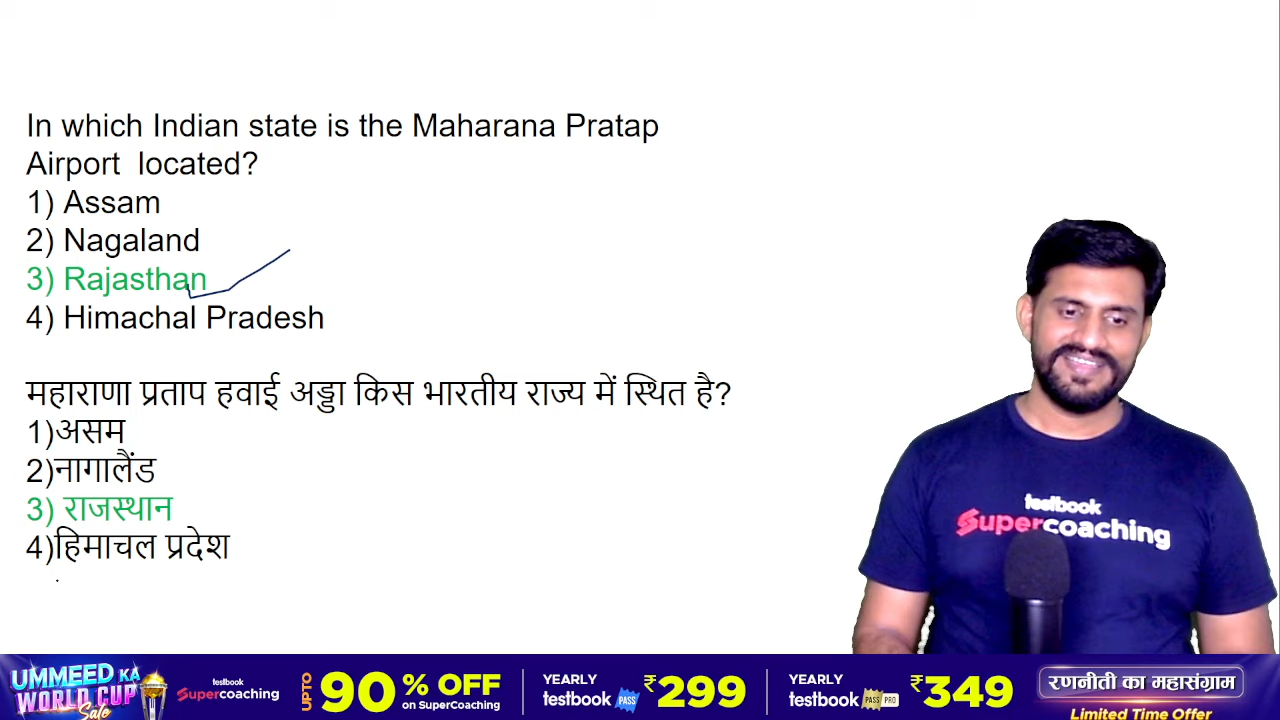 In which Indian state is the Maharana Pratap
Airport located?
1) Assam
2) Nagaland
3) Rajasthan
4) Himachal Pradesh
महाराणा प्रताप हवाई अड्डा किस भारतीय राज्य में स्थित है?
1)असम
2)नागालैंड
3) राजस्थान
4)हिमाचल प्रदेश
testbook
Supercoaching
UMMEED KA
WORLD CUP
Sale
testbook
Supercoaching
UPTO
90% OFF
on SuperCoaching
YEARLY
testbook PASS
₹299
YEARLY
testbook PASS PRO
₹349
रणनीती का महासंग्राम
Limited Time Offer